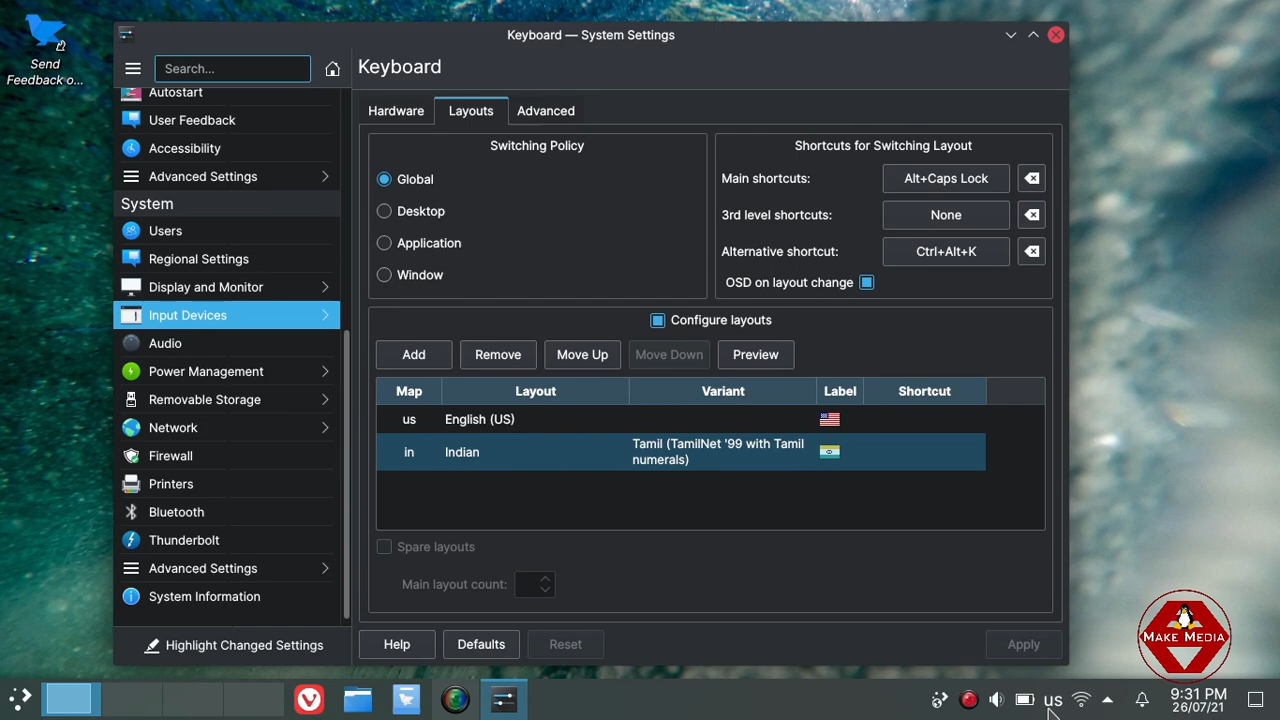 Send
Feedback o...
Keyboard — System Settings
Search...
Keyboard
Autostart
User Feedback
Accessibility
Advanced Settings
System
Users
Regional Settings
Display and Monitor
Input Devices
Audio
Power Management
Removable Storage
Network
Firewall
Printers
Bluetooth
Thunderbolt
Advanced Settings
System Information
Highlight Changed Settings
Hardware
Layouts
Advanced
Switching Policy
Global
Desktop
Application
Window
Shortcuts for Switching Layout
Main shortcuts: Alt+Caps Lock
3rd level shortcuts: None
Alternative shortcut: Ctrl+Alt+K
OSD on layout change
Configure layouts
Add Remove Move Up Move Down Preview
Map Layout Variant Label Shortcut
us English (US)
in Indian Tamil (TamilNet '99 with Tamil
numerals)
Spare layouts
Main layout count:
Help Defaults Reset Apply
MAKE MEDIA
us
9:31 PM
26/07/21